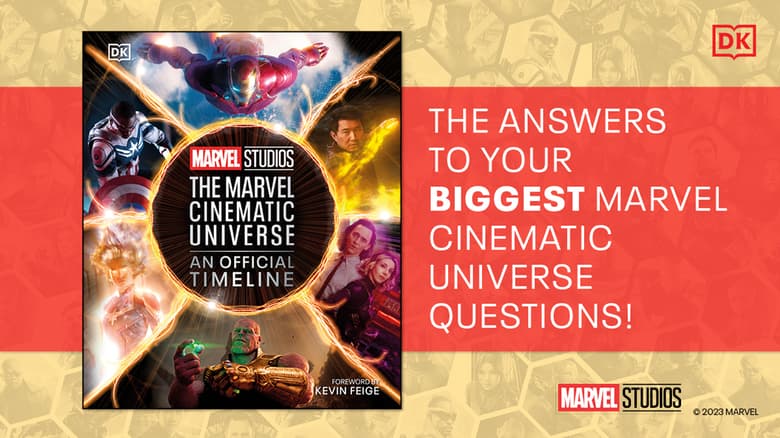 DK
MARVEL STUDIOS
THE MARVEL
CINEMATIC
UNIVERSE
AN OFFICIAL
TIMELINE
FOREWORD BY
KEVIN FEIGE
DK
THE ANSWERS
TO YOUR
BIGGEST MARVEL
CINEMATIC
UNIVERSE
QUESTIONS!
MARVEL STUDIOS
© 2023 MARVEL